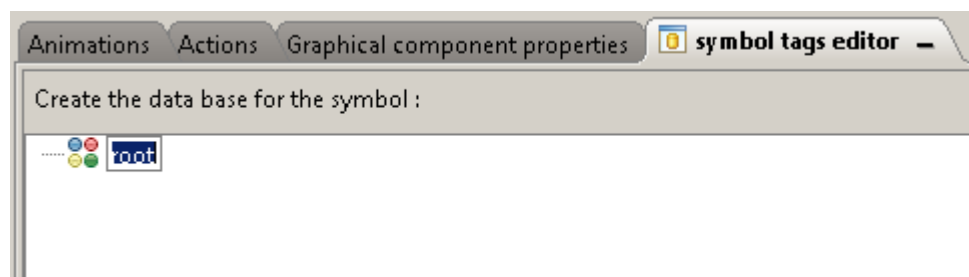 Animations Actions Graphical component properties symbol tags editor
Create the data base for the symbol :
root